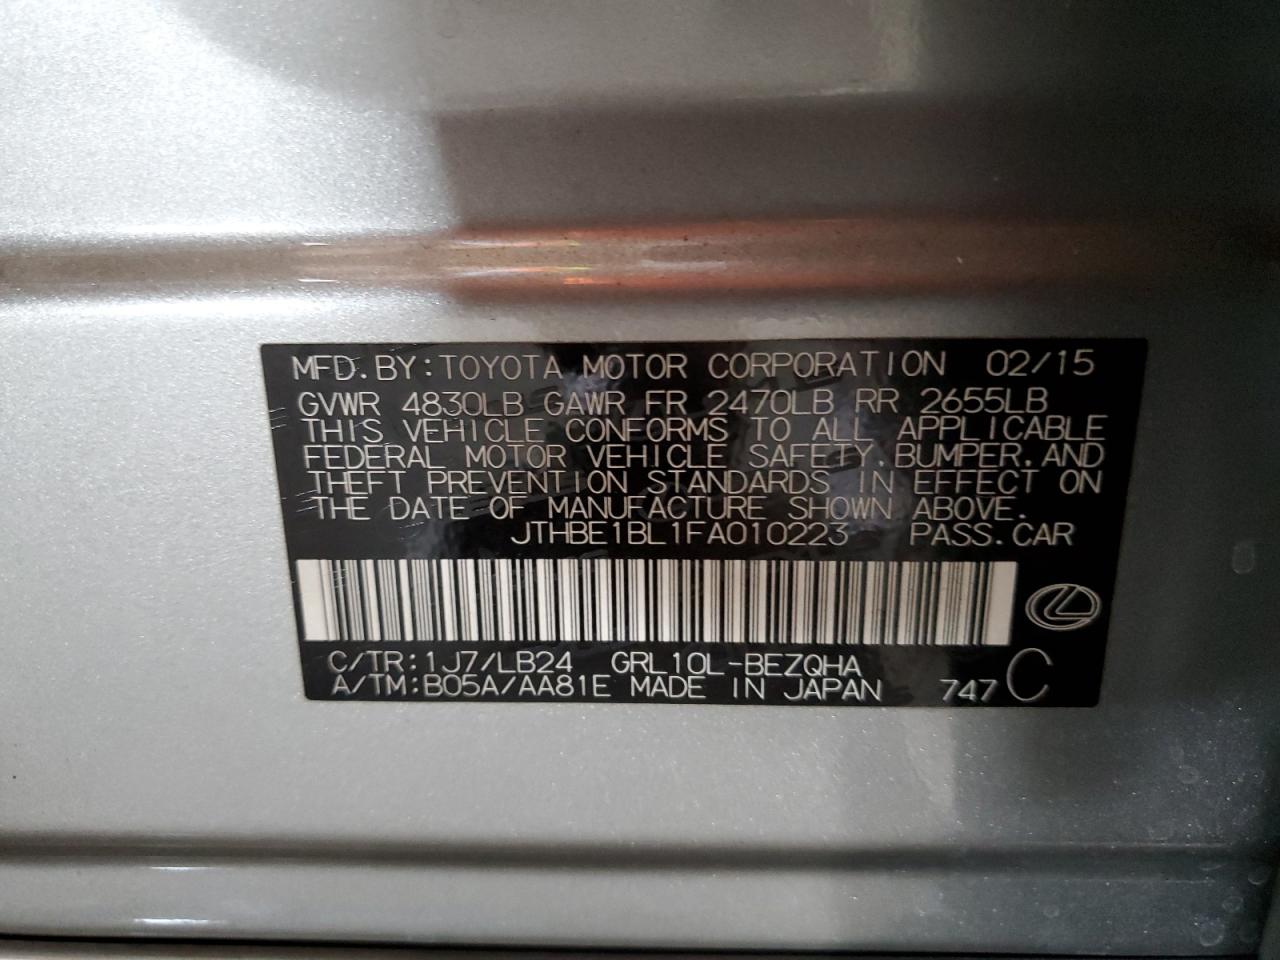 MFD.BY:TOYOTA MOTOR CORPORATION 02/15
GVWR 4830LB GAWR FR 2470LB RR 2655LB
THIS VEHICLE CONFORMS TO ALL APPLICABLE
FEDERAL MOTOR VEHICLE SAFETY,BUMPER,AND
THEFT PREVENTION STANDARDS IN EFFECT ON
THE DATE OF MANUFACTURE SHOWN ABOVE.
JTHBE1BL1FA010223 PASS.CAR
C/TR:1J7/LB24 GRL10L-BEZQHA
A/TM:B05A/AA81E MADE IN JAPAN 747 C